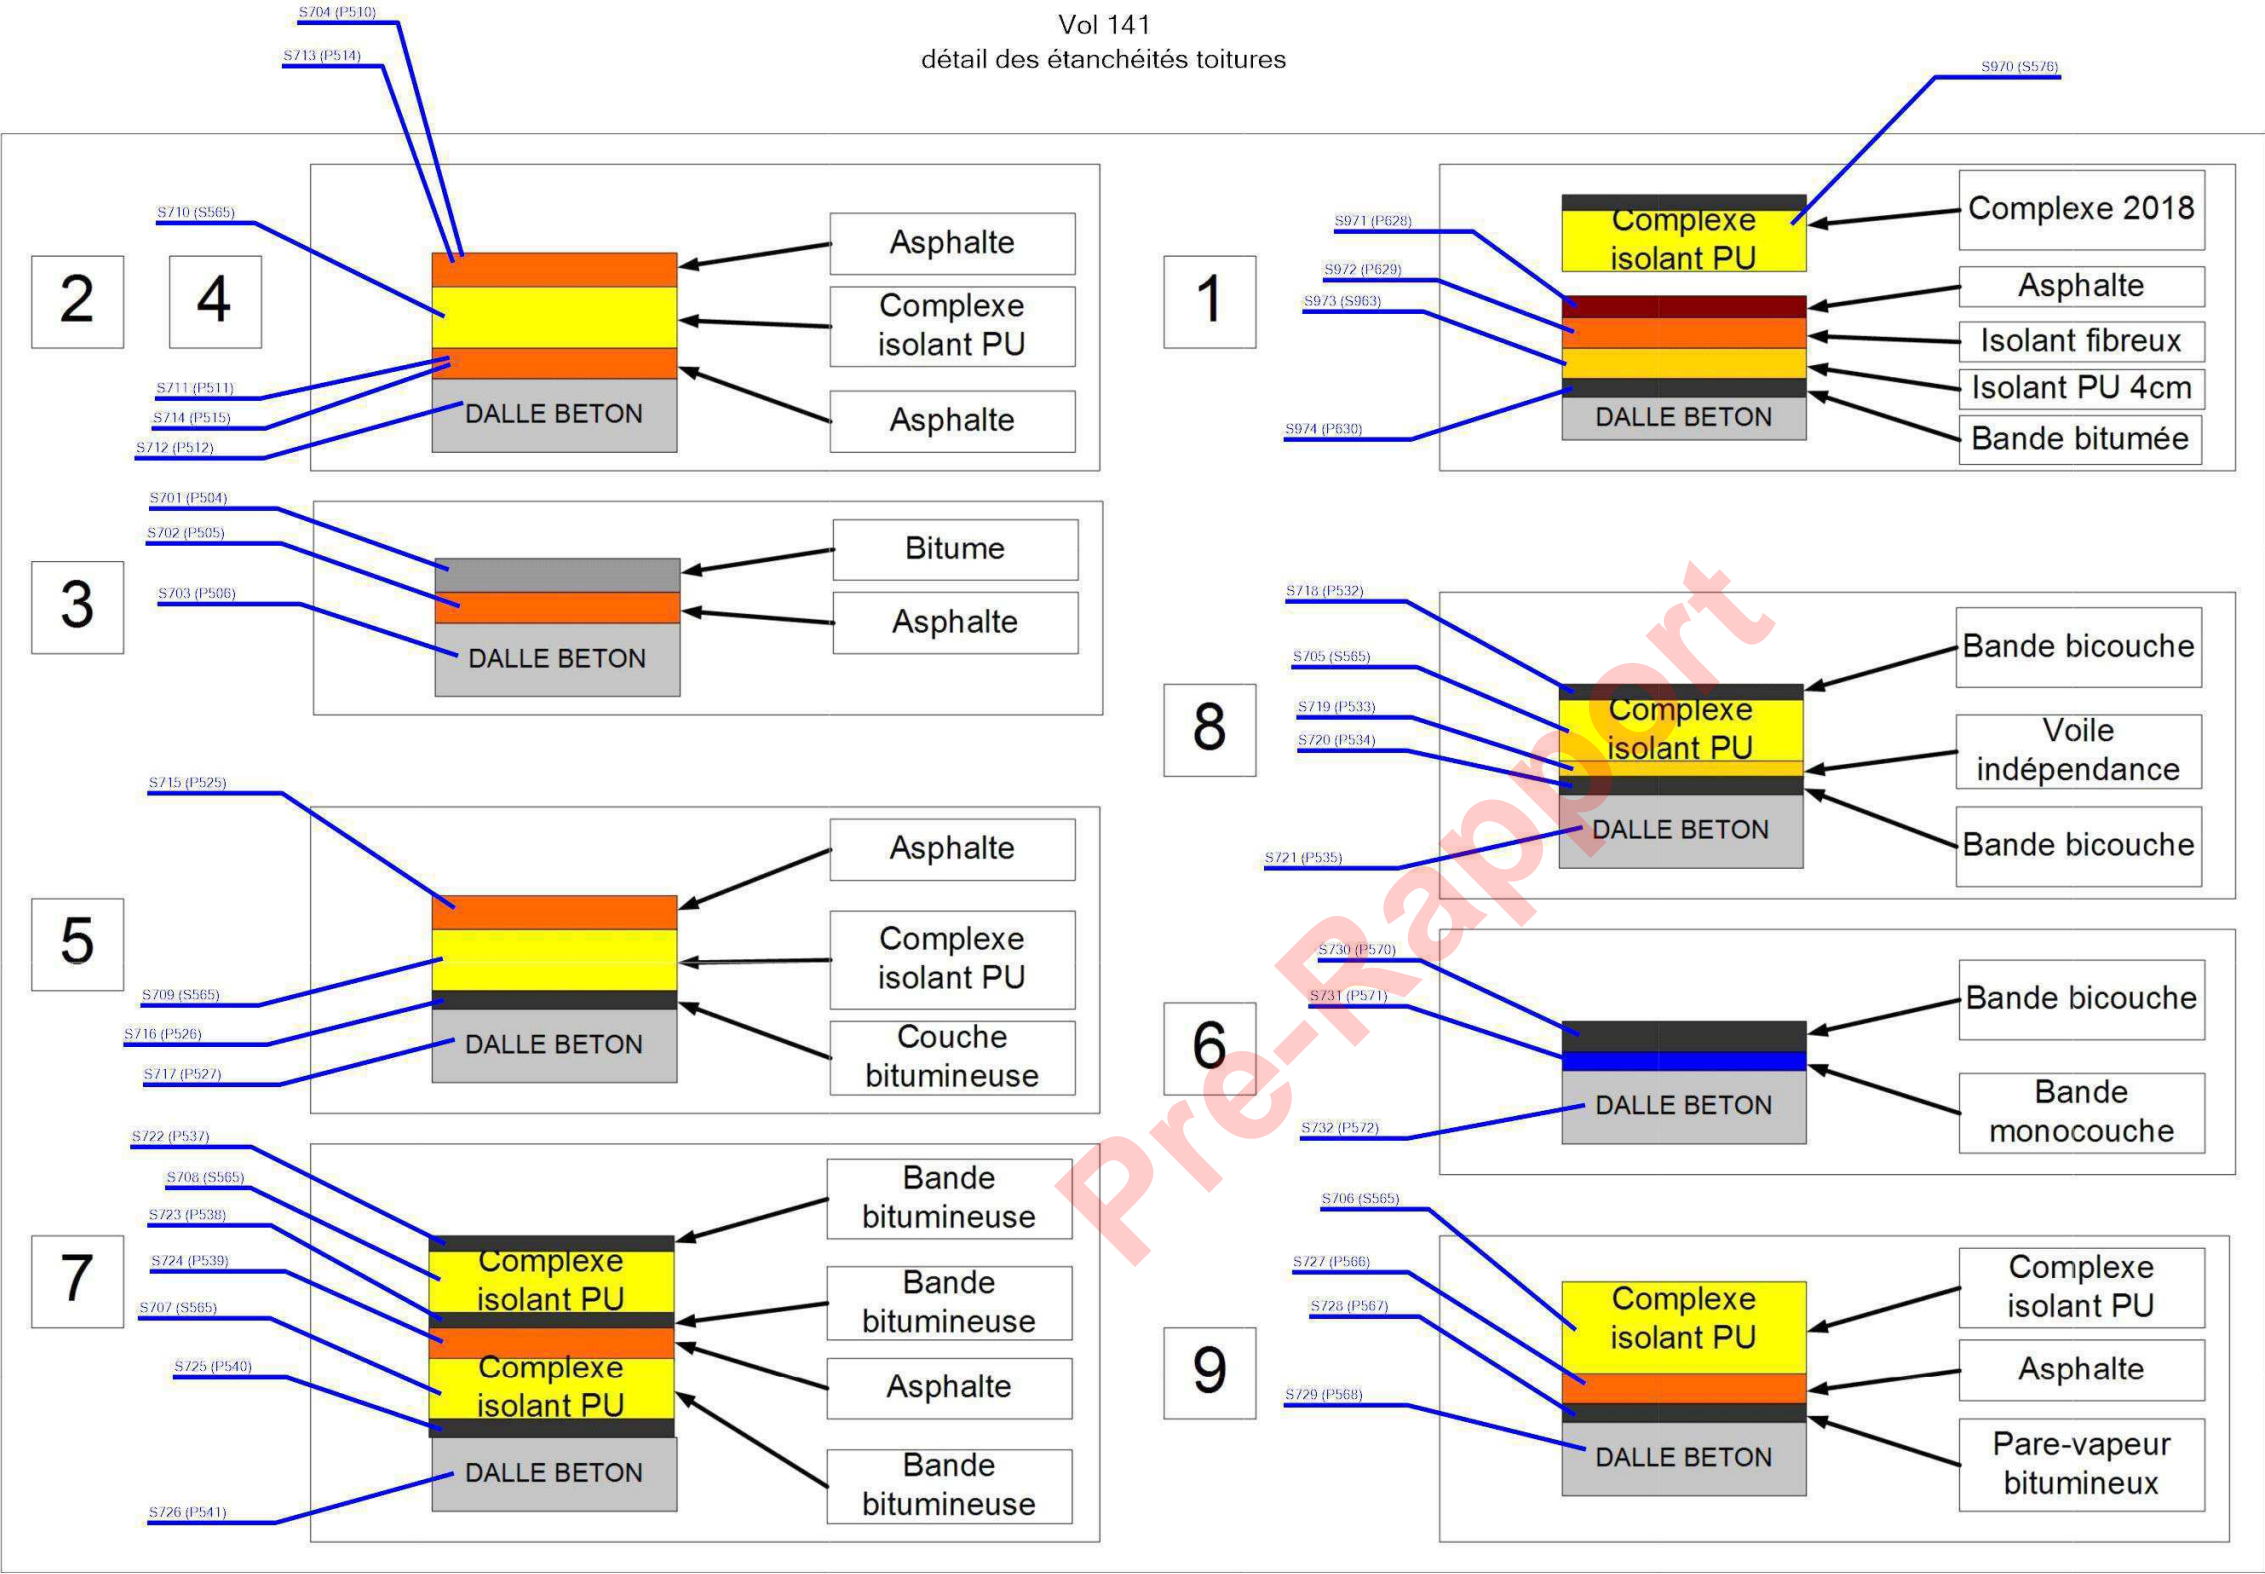 Vol 141
détail des étanchéités toitures
S704 (P510)
S713 (P514)
S710 (S565)
2
4
Asphalte
Complexe
isolant PU
Asphalte
DALLE BETON
S711 (P511)
S714 (P515)
S712 (P512)
S970 (S576)
1
S971 (P628)
S972 (P629)
S973 (S963)
S974 (P630)
Complexe
isolant PU
DALLE BETON
Complexe 2018
Asphalte
Isolant fibreux
Isolant PU 4cm
Bande bitumée
S701 (P504)
S702 (P505)
S703 (P506)
3
Bitume
Asphalte
DALLE BETON
S718 (P532)
S705 (S565)
S719 (P533)
S720 (P534)
S721 (P535)
8
Complexe
isolant PU
DALLE BETON
Bande bicouche
Voile
indépendance
Bande bicouche
S715 (P525)
5
S709 (S565)
S716 (P526)
S717 (P527)
DALLE BETON
Asphalte
Complexe
isolant PU
Couche
bitumineuse
S730 (P570)
S731 (P571)
S732 (P572)
6
DALLE BETON
Bande bicouche
Bande
monocouche
S722 (P537)
S708 (S565)
S723 (P538)
S724 (P539)
S707 (S565)
S725 (P540)
S726 (P541)
7
Complexe
isolant PU
Complexe
isolant PU
DALLE BETON
Bande
bitumineuse
Bande
bitumineuse
Asphalte
Bande
bitumineuse
S706 (S565)
S727 (P566)
S728 (P567)
S729 (P568)
9
Complexe
isolant PU
DALLE BETON
Complexe
isolant PU
Asphalte
Pare-vapeur
bitumineux
Pre-Rapport